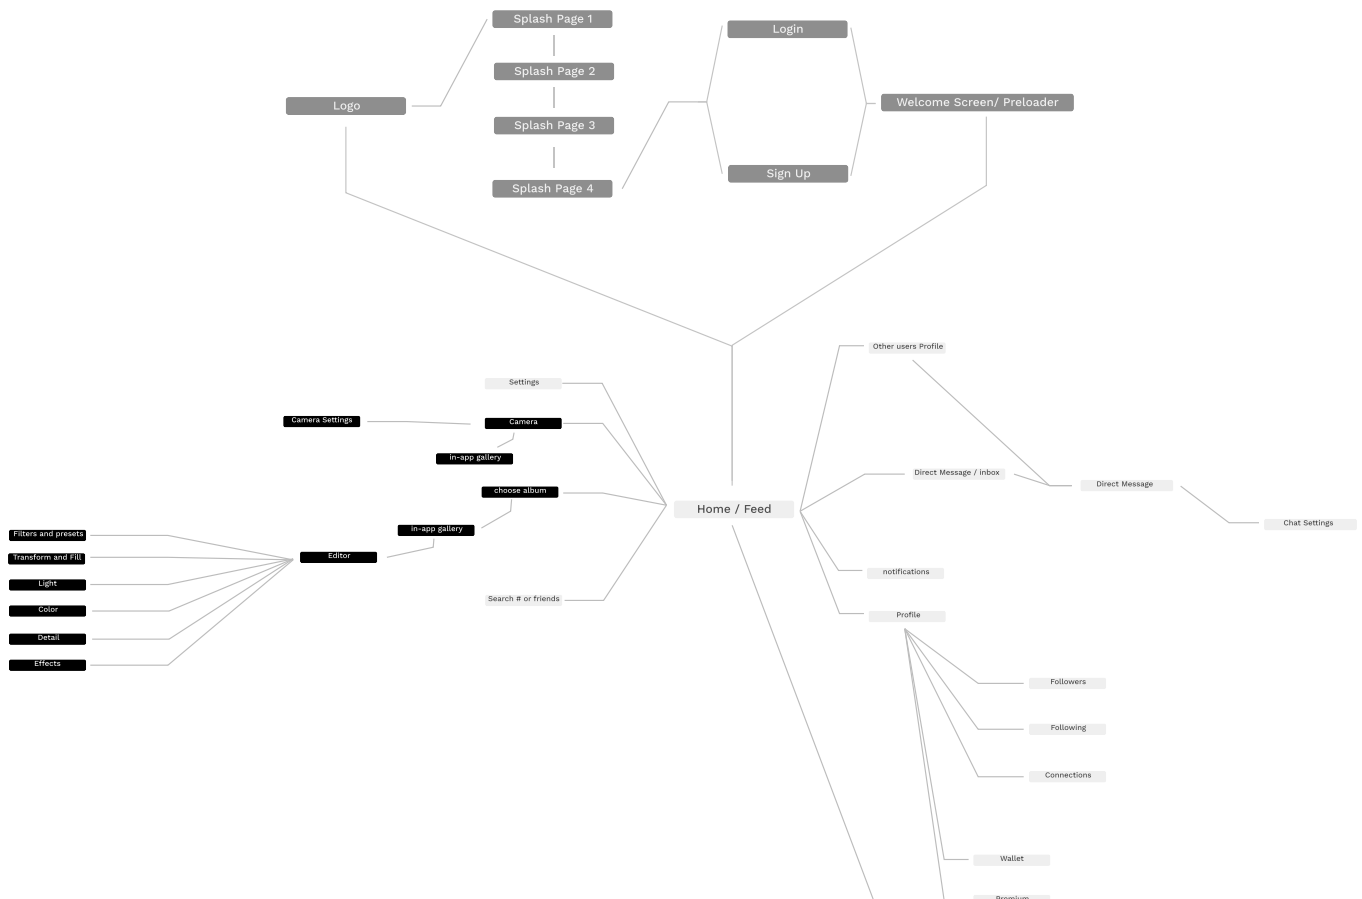 Splash Page 1
Login
Splash Page 2
Logo
Welcome Screen/ Preloader
Splash Page 3
Sign Up
Splash Page 4
Other users Profile
Settings
Camera Settings
Camera
in-app gallery
Direct Message / inbox
Direct Message
choose album
Home / Feed
Chat Settings
in-app gallery
Filters and presets
Editor
Transform and Fill
notifications
Light
Search # or friends
Color
Profile
Detail
Effects
Followers
Following
Connections
Wallet
Premium